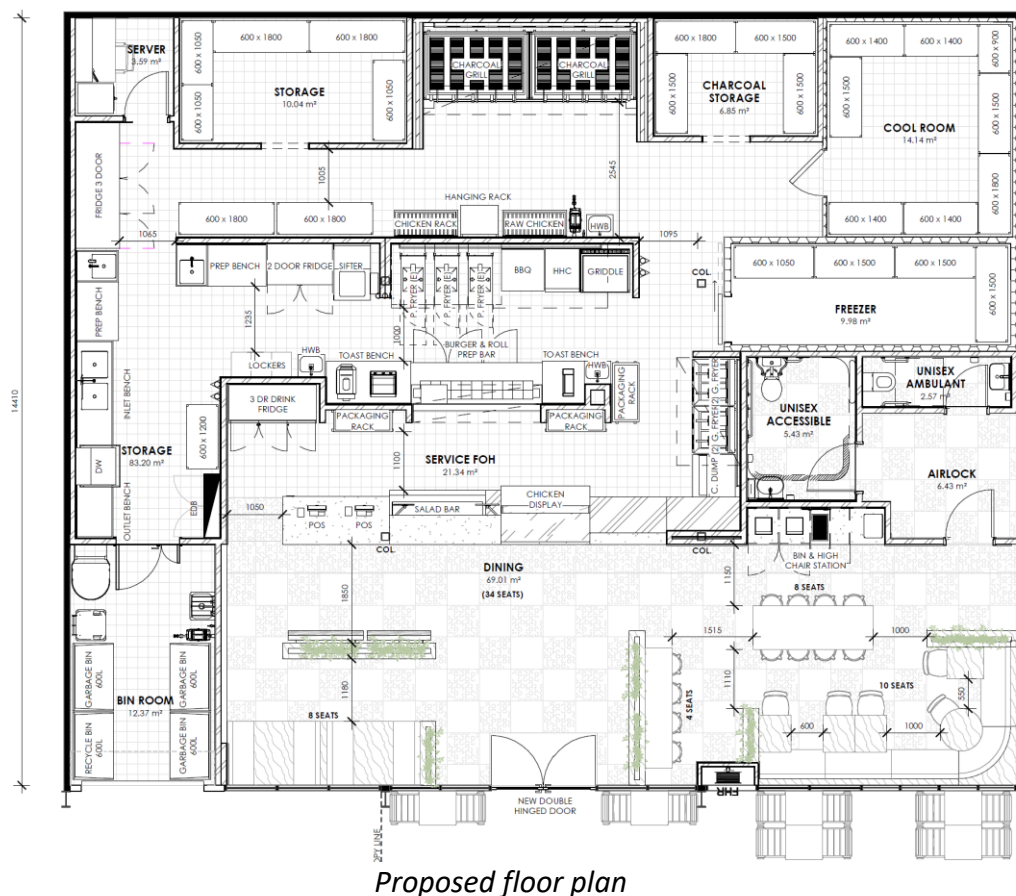 SERVER
3.59 m²
600 x 1050
600 x 1800
600 x 1800
STORAGE
10.04 m²
600 x 1050
600 x 1050
CHARCOAL
GRILL
CHARCOAL
GRILL
600 x 1800
600 x 1500
CHARCOAL
STORAGE
6.85 m²
600 x 1500
600 x 1500
600 x 1400
600 x 1400
600 x 900
600 x 1500
COOL ROOM
14.14 m²
600 x 1500
600 x 1800
600 x 1400
600 x 1400
FRIDGE 3 DOOR
1005
2545
HANGING RACK
600 x 1800
600 x 1800
CHICKEN RACK
RAW CHICKEN
HWB
1065
1095
PREP BENCH
2 DOOR FRIDGE
SIFTER
P. FRYER (E)
P. FRYER (E)
P. FRYER (E)
BBQ
HHC
GRIDDLE
COL.
600 x 1050
600 x 1500
600 x 1500
600 x 1500
FREEZER
9.98 m²
PREP BENCH
1235
1000
BURGER & ROLL
PREP BAR
HWB
TOAST BENCH
TOAST BENCH
HWB
LOCKERS
INLET BENCH
3 DR DRINK
FRIDGE
PACKAGING
RACK
PACKAGING
RACK
PACKAGING
RACK
G. FRYER
(2) G. FRYER
C. DUMP (2)
UNISEX
ACCESSIBLE
5.43 m²
UNISEX
AMBULANT
2.57 m²
14410
600 x 1200
STORAGE
83.20 m²
DW
1100
SERVICE FOH
21.34 m²
AIRLOCK
6.43 m²
OUTLET BENCH
EDB
1050
POS
POS
SALAD BAR
CHICKEN
DISPLAY
COL.
COL.
BIN & HIGH
CHAIR STATION
DINING
69.01 m²
(34 SEATS)
1150
8 SEATS
1850
1515
1000
1110
1180
4 SEATS
10 SEATS
550
8 SEATS
600
1000
GARBAGE BIN
600L
GARBAGE BIN
600L
BIN ROOM
12.37 m²
RECYCLE BIN
600L
GARBAGE BIN
600L
FHR
NEW DOUBLE
HINGED DOOR
PY LINE
Proposed floor plan